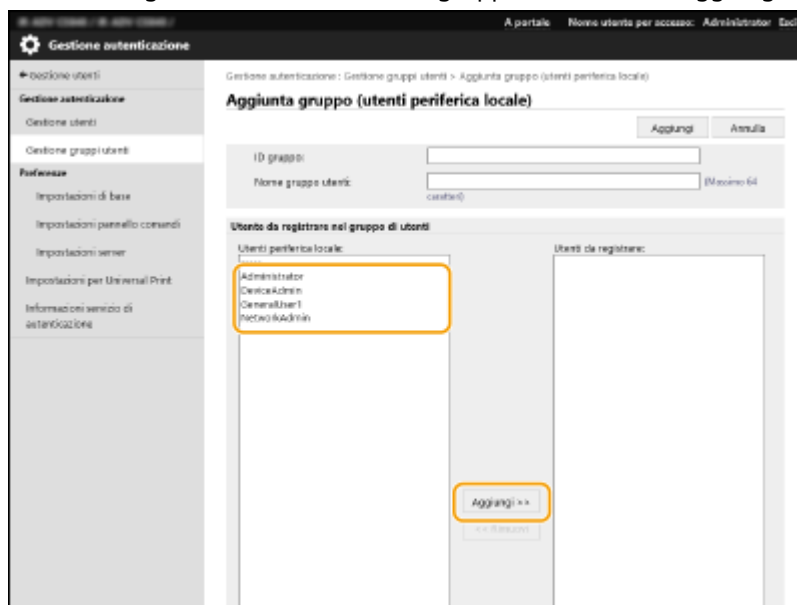 A portale Nome utente per accesso: Administrator
Gestione autenticazione
Gestione utenti
Gestione autenticazione : Gestione gruppi utenti > Aggiunta gruppo (utenti periferica locale)
Gestione autenticazione
Aggiunta gruppo (utenti periferica locale)
Gestione utenti
Aggiungi Annulla
Gestione gruppi utenti
ID gruppo:
Preferenze
Nome gruppo utenti: (Massimo 64
caratteri)
Impostazioni di base
Impostazioni pannello comandi
Utente da registrare nel gruppo di utenti
Impostazioni server
Utenti periferica locale: Utenti da registrare:
Impostazioni per Universal Print
Administrator
DeviceAdmin
GeneralUser1
NetworkAdmin
Informazioni servizio di
autenticazione
Aggiungi >>
<< Rimuovi